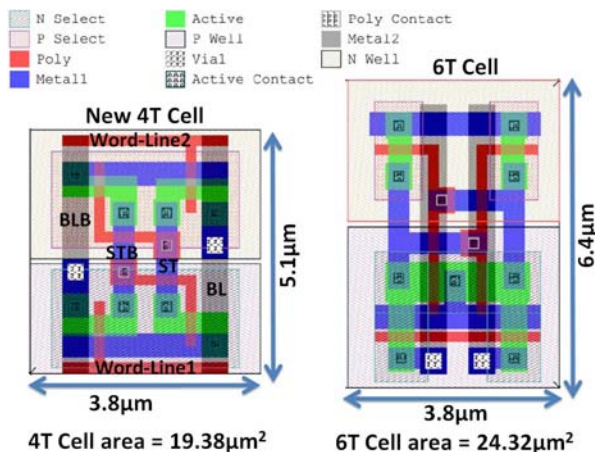 N Select
Active
Poly Contact
P Select
P Well
Metal2
Poly
Via1
N Well
Metal1
Active Contact
6T Cell
New 4T Cell
Word-Line2
BLB
STB
ST
BL
5.1µm
6.4µm
Word-Line1
3.8µm
3.8µm
4T Cell area = 19.38µm²
6T Cell area = 24.32µm²